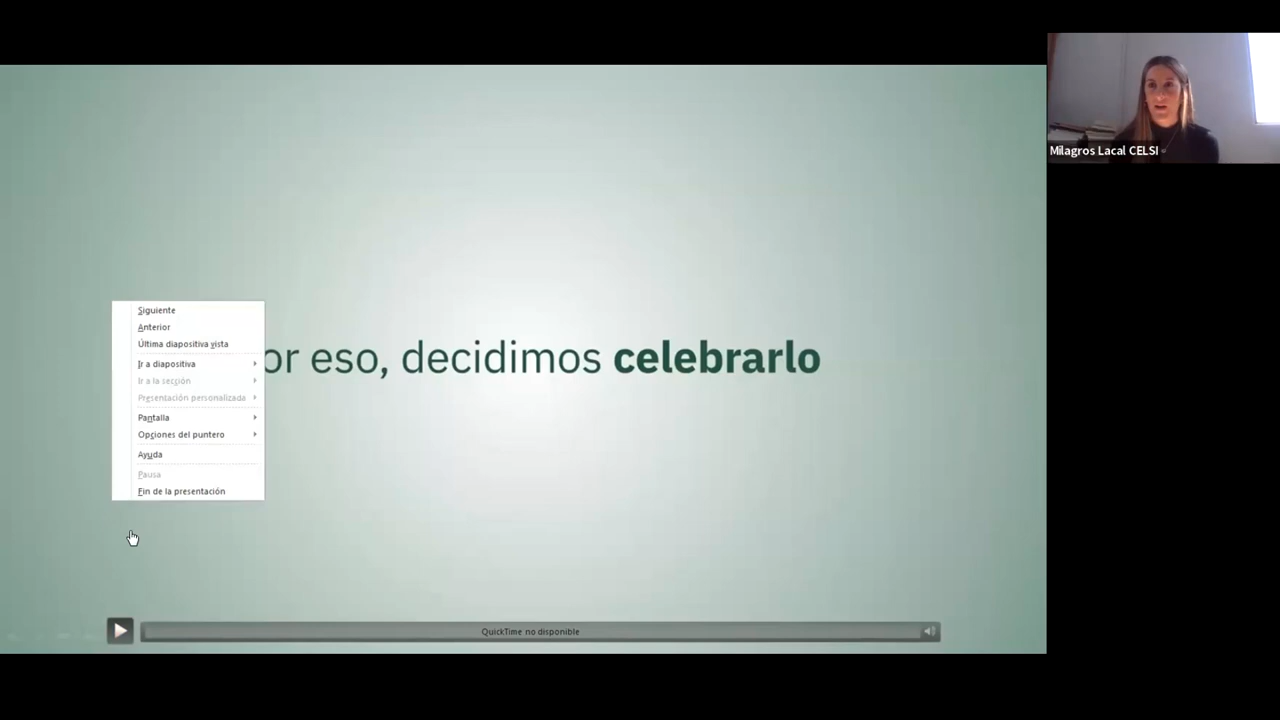 Milagros Lacal CELSI
Siguiente
Anterior
Última diapositiva vista
Ir a diapositiva
Ir a la sección
Presentación personalizada
Pantalla
Opciones del puntero
Ayuda
Pausa
Fin de la presentación
or eso, decidimos celebrarlo
QuickTime no disponible